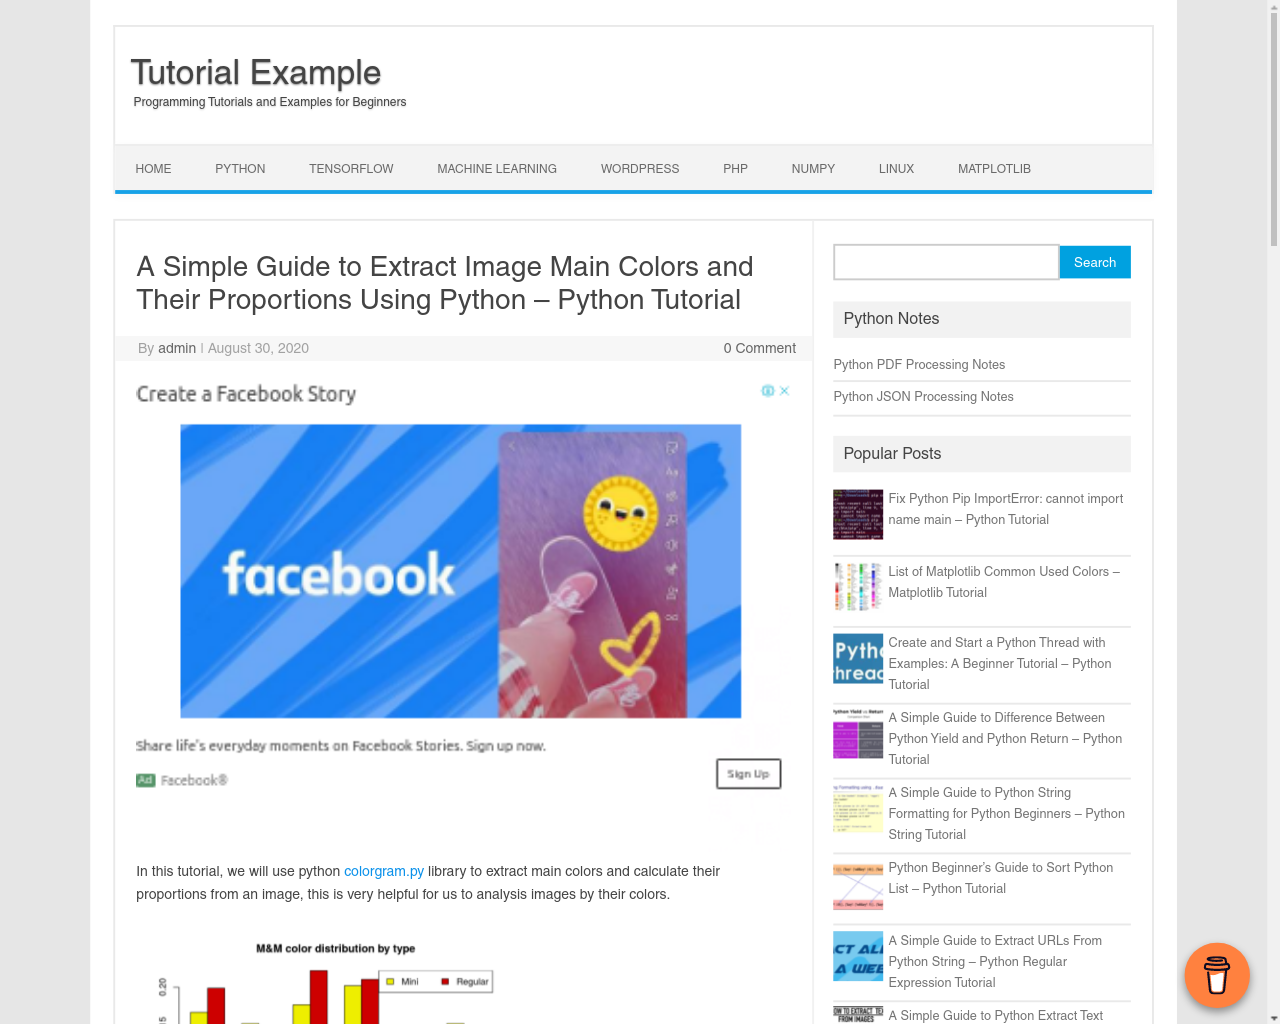 Tutorial Example
Programming Tutorials and Examples for Beginners
HOME PYTHON TENSORFLOW MACHINE LEARNING WORDPRESS PHP NUMPY LINUX MATPLOTLIB
A Simple Guide to Extract Image Main Colors and
Their Proportions Using Python – Python Tutorial
By admin | August 30, 2020
0 Comment
Create a Facebook Story
facebook
Share life's everyday moments on Facebook Stories. Sign up now.
Ad Facebook®
Sign Up
In this tutorial, we will use python colorgram.py library to extract main colors and calculate their
proportions from an image, this is very helpful for us to analysis images by their colors.
M&M color distribution by type
Mini Regular
0.20
Search
Python Notes
Python PDF Processing Notes
Python JSON Processing Notes
Popular Posts
Fix Python Pip ImportError: cannot import
name main – Python Tutorial
List of Matplotlib Common Used Colors –
Matplotlib Tutorial
Create and Start a Python Thread with
Examples: A Beginner Tutorial – Python
Tutorial
A Simple Guide to Difference Between
Python Yield and Python Return – Python
Tutorial
A Simple Guide to Python String
Formatting for Python Beginners – Python
String Tutorial
Python Beginner's Guide to Sort Python
List – Python Tutorial
A Simple Guide to Extract URLs From
Python String – Python Regular
Expression Tutorial
A Simple Guide to Python Extract Text